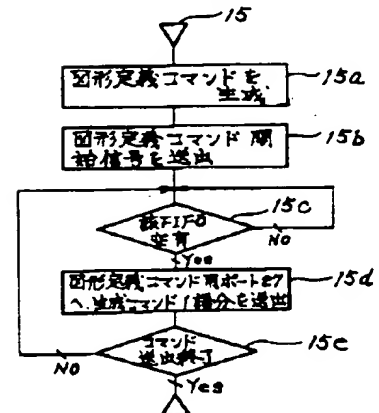 15
図形定義コマンドを
生成
15a
図形定義コマンド開
始信号を送出
15b
該FIFO
空有
15c
NO
Yes
図形定義コマンド用ポート27
へ生成コマンド1語分を送出
15d
コマンド
送出終了
15e
NO
Yes